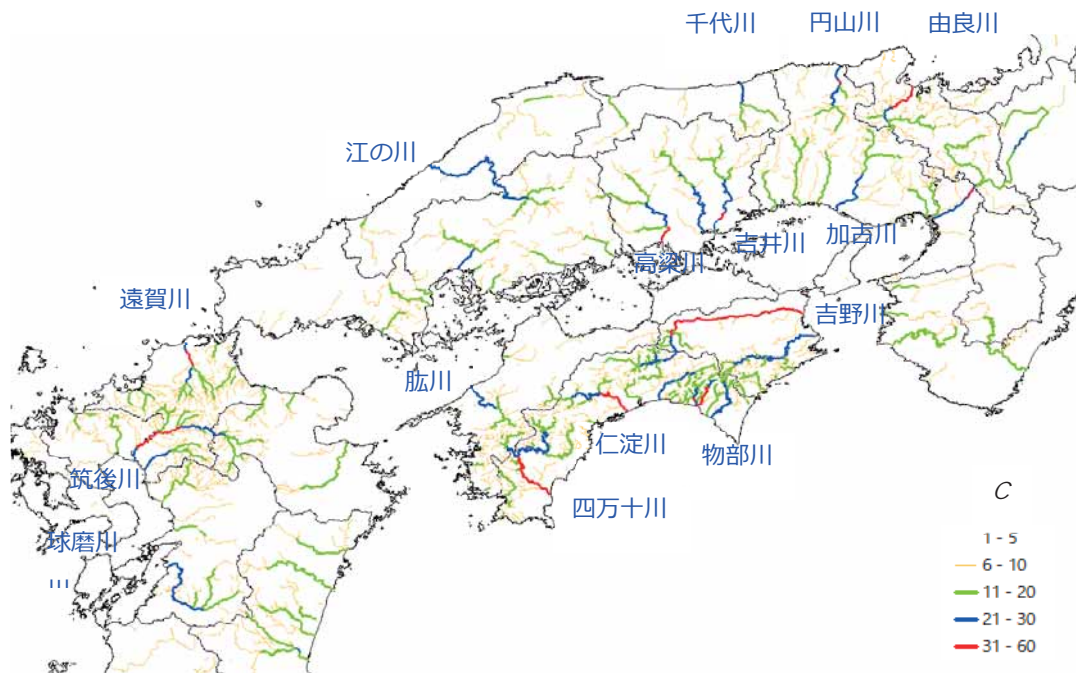 千代川
円山川
由良川
江の川
吉井川
加古川
高梁川
遠賀川
吉野川
肱川
仁淀川
物部川
筑後川
四万十川
球磨川
C
1 - 5
6 - 10
11 - 20
21 - 30
31 - 60